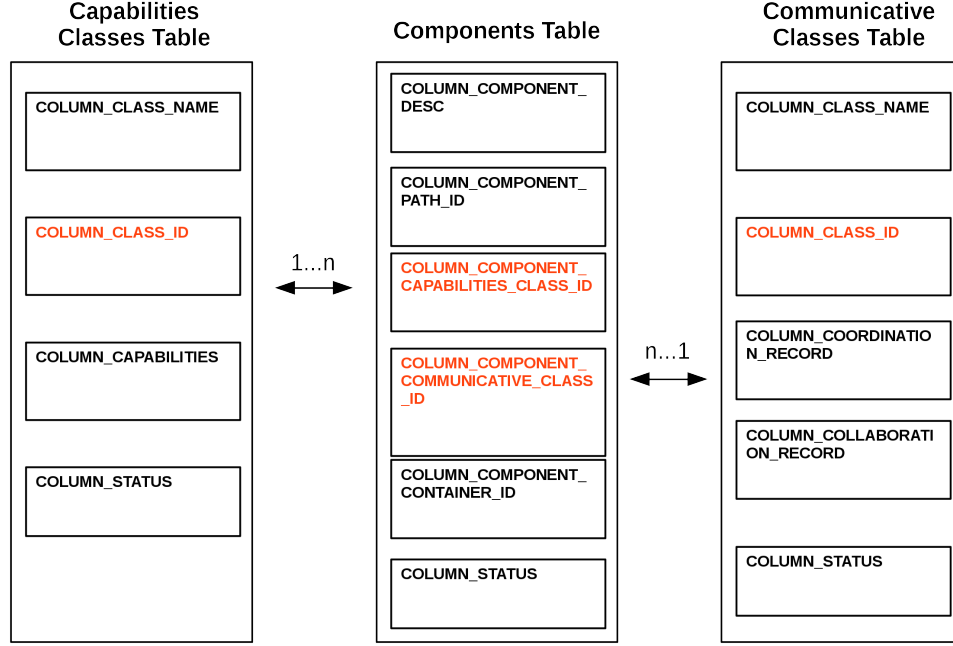 Capabilities
Classes Table
COLUMN_CLASS_NAME
COLUMN_CLASS_ID
COLUMN_CAPABILITIES
COLUMN_STATUS
1...n
Components Table
COLUMN_COMPONENT_
DESC
COLUMN_COMPONENT_
PATH_ID
COLUMN_COMPONENT_
CAPABILITIES_CLASS_ID
COLUMN_COMPONENT_
COMMUNICATIVE_CLASS
_ID
COLUMN_COMPONENT_
CONTAINER_ID
COLUMN_STATUS
n...1
Communicative
Classes Table
COLUMN_CLASS_NAME
COLUMN_CLASS_ID
COLUMN_COORDINATIO
N_RECORD
COLUMN_COLLABORATI
ON_RECORD
COLUMN_STATUS